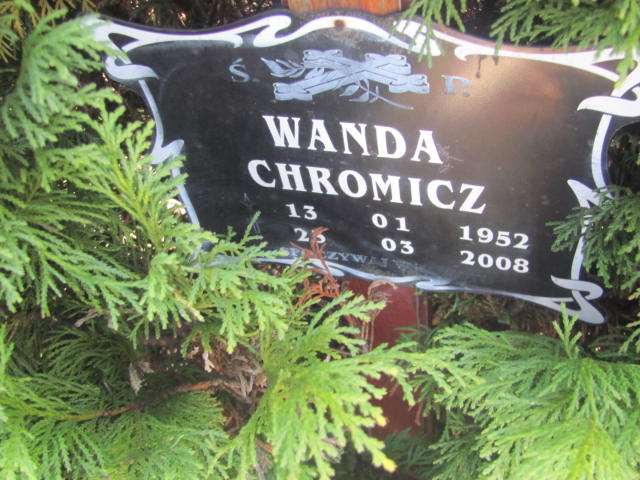 Ś. P.
WANDA
CHROMICZ
13 01 1952
03 2008